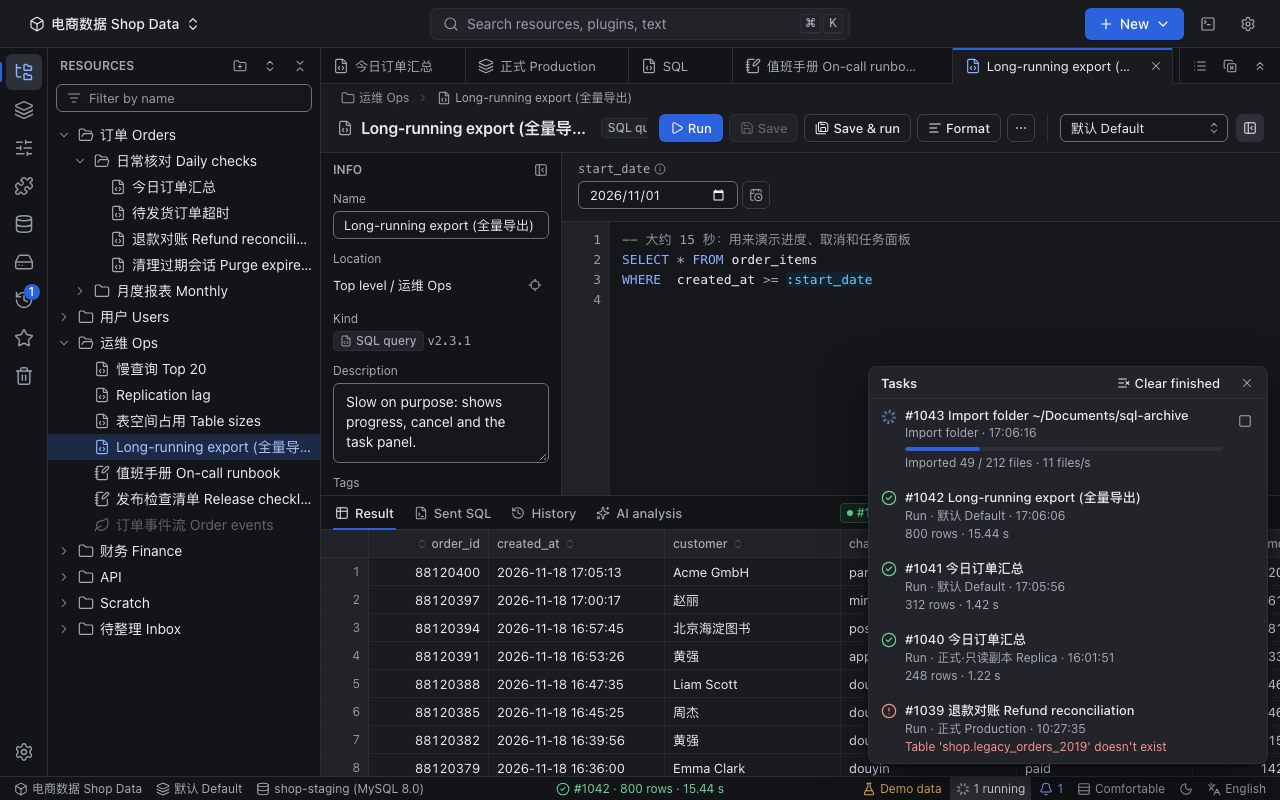 电商数据 Shop Data
Search resources, plugins, text
⌘ K
New
RESOURCES
Filter by name
订单 Orders
日常核对 Daily checks
今日订单汇总
待发货订单超时
退款对账 Refund reconcili...
清理过期会话 Purge expire...
月度报表 Monthly
用户 Users
运维 Ops
慢查询 Top 20
Replication lag
表空间占用 Table sizes
Long-running export (全量导...
值班手册 On-call runbook
发布检查清单 Release checkl...
订单事件流 Order events
财务 Finance
API
Scratch
待整理 Inbox
1
今日订单汇总
正式 Production
SQL
值班手册 On-call runbo...
Long-running export (...
运维 Ops
Long-running export (全量导出)
Long-running export (全量导...
SQL qu
Run
Save
Save & run
Format
默认 Default
INFO
Name
Long-running export (全量导出)
Location
Top level / 运维 Ops
Kind
SQL query v2.3.1
Description
Slow on purpose: shows
progress, cancel and the
task panel.
Tags
start_date
2026/11/01
1 -- 大约 15 秒：用来演示进度、取消和任务面板
2 SELECT * FROM order_items
3 WHERE  created_at >= :start_date
4
Result
Sent SQL
History
AI analysis
order_id created_at customer
1 88120400 2026-11-18 17:05:13 Acme GmbH
2 88120397 2026-11-18 17:00:17 赵丽
3 88120394 2026-11-18 16:57:45 北京海淀图书
4 88120391 2026-11-18 16:53:26 黄强
5 88120388 2026-11-18 16:47:35 Liam Scott
6 88120385 2026-11-18 16:45:25 周杰
7 88120382 2026-11-18 16:39:56 黄强
8 88120379 2026-11-18 16:36:00 Emma Clark douyin paid
Tasks
Clear finished
#1043 Import folder ~/Documents/sql-archive
Import folder · 17:06:16
Imported 49 / 212 files · 11 files/s
#1042 Long-running export (全量导出)
Run · 默认 Default · 17:06:06
800 rows · 15.44 s
#1041 今日订单汇总
Run · 默认 Default · 17:05:56
312 rows · 1.42 s
#1040 今日订单汇总
Run · 正式·只读副本 Replica · 16:01:51
248 rows · 1.22 s
#1039 退款对账 Refund reconciliation
Run · 正式 Production · 10:27:35
Table 'shop.legacy_orders_2019' doesn't exist
电商数据 Shop Data
默认 Default
shop-staging (MySQL 8.0)
#1042 · 800 rows · 15.44 s
Demo data
1 running
1
Comfortable
English